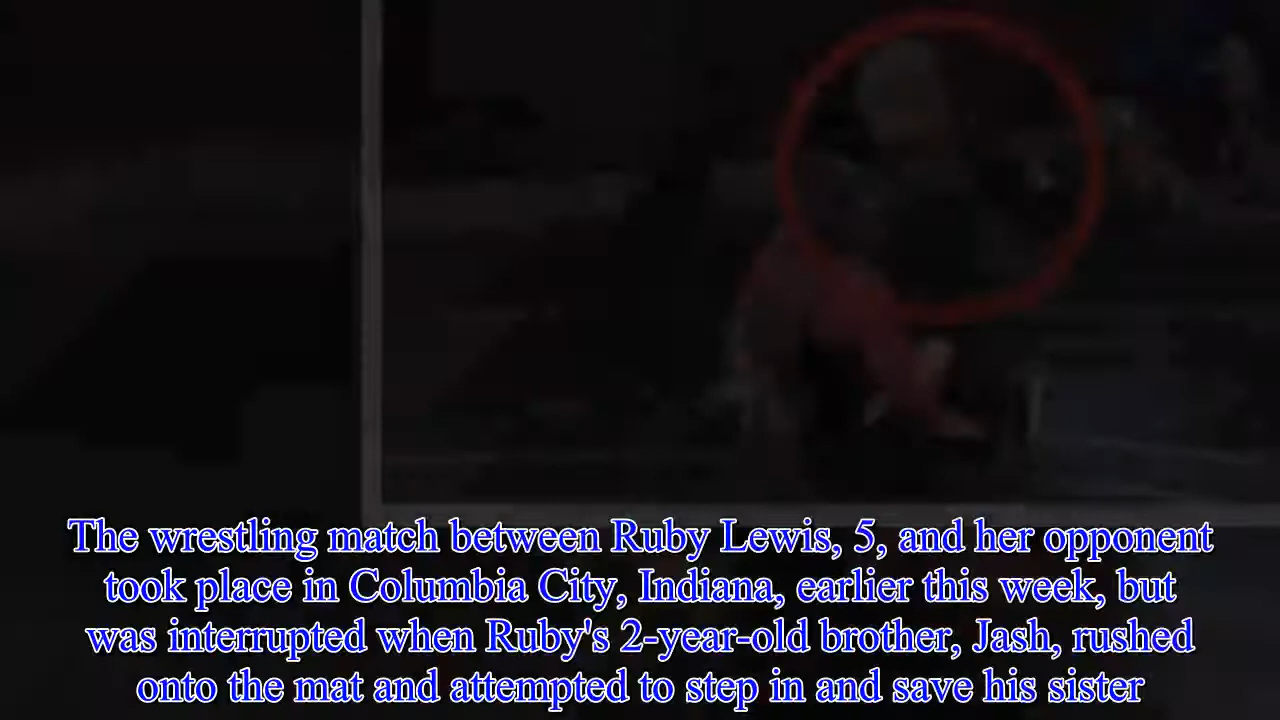 The wrestling match between Ruby Lewis, 5, and her opponent
took place in Columbia City, Indiana, earlier this week, but
was interrupted when Ruby's 2-year-old brother, Jash, rushed
onto the mat and attempted to step in and save his sister